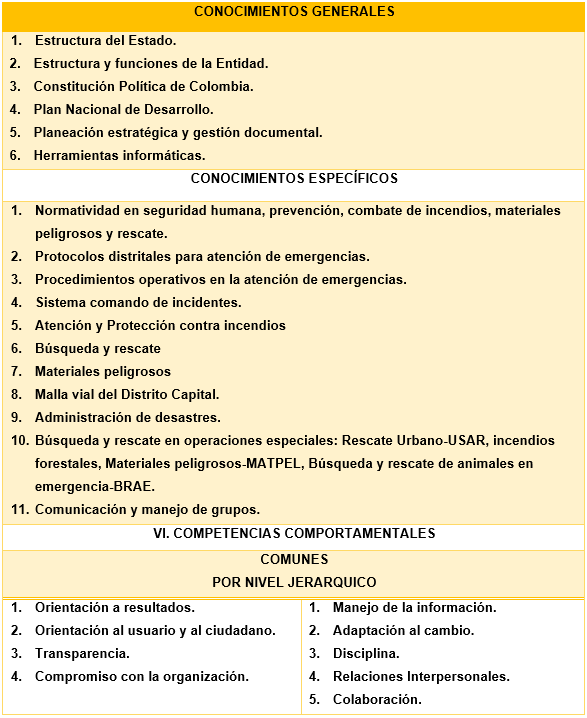 CONOCIMIENTOS GENERALES
1. Estructura del Estado.
2. Estructura y funciones de la Entidad.
3. Constitución Política de Colombia.
4. Plan Nacional de Desarrollo.
5. Planeación estratégica y gestión documental.
6. Herramientas informáticas.
CONOCIMIENTOS ESPECÍFICOS
1. Normatividad en seguridad humana, prevención, combate de incendios, materiales
peligrosos y rescate.
2. Protocolos distritales para atención de emergencias.
3. Procedimientos operativos en la atención de emergencias.
4. Sistema comando de incidentes.
5. Atención y Protección contra incendios
6. Búsqueda y rescate
7. Materiales peligrosos
8. Malla vial del Distrito Capital.
9. Administración de desastres.
10. Búsqueda y rescate en operaciones especiales: Rescate Urbano-USAR, incendios
forestales, Materiales peligrosos-MATPEL, Búsqueda y rescate de animales en
emergencia-BRAE.
11. Comunicación y manejo de grupos.
VI. COMPETENCIAS COMPORTAMENTALES
COMUNES
POR NIVEL JERARQUICO
1. Orientación a resultados.
2. Orientación al usuario y al ciudadano.
3. Transparencia.
4. Compromiso con la organización.
1. Manejo de la información.
2. Adaptación al cambio.
3. Disciplina.
4. Relaciones Interpersonales.
5. Colaboración.